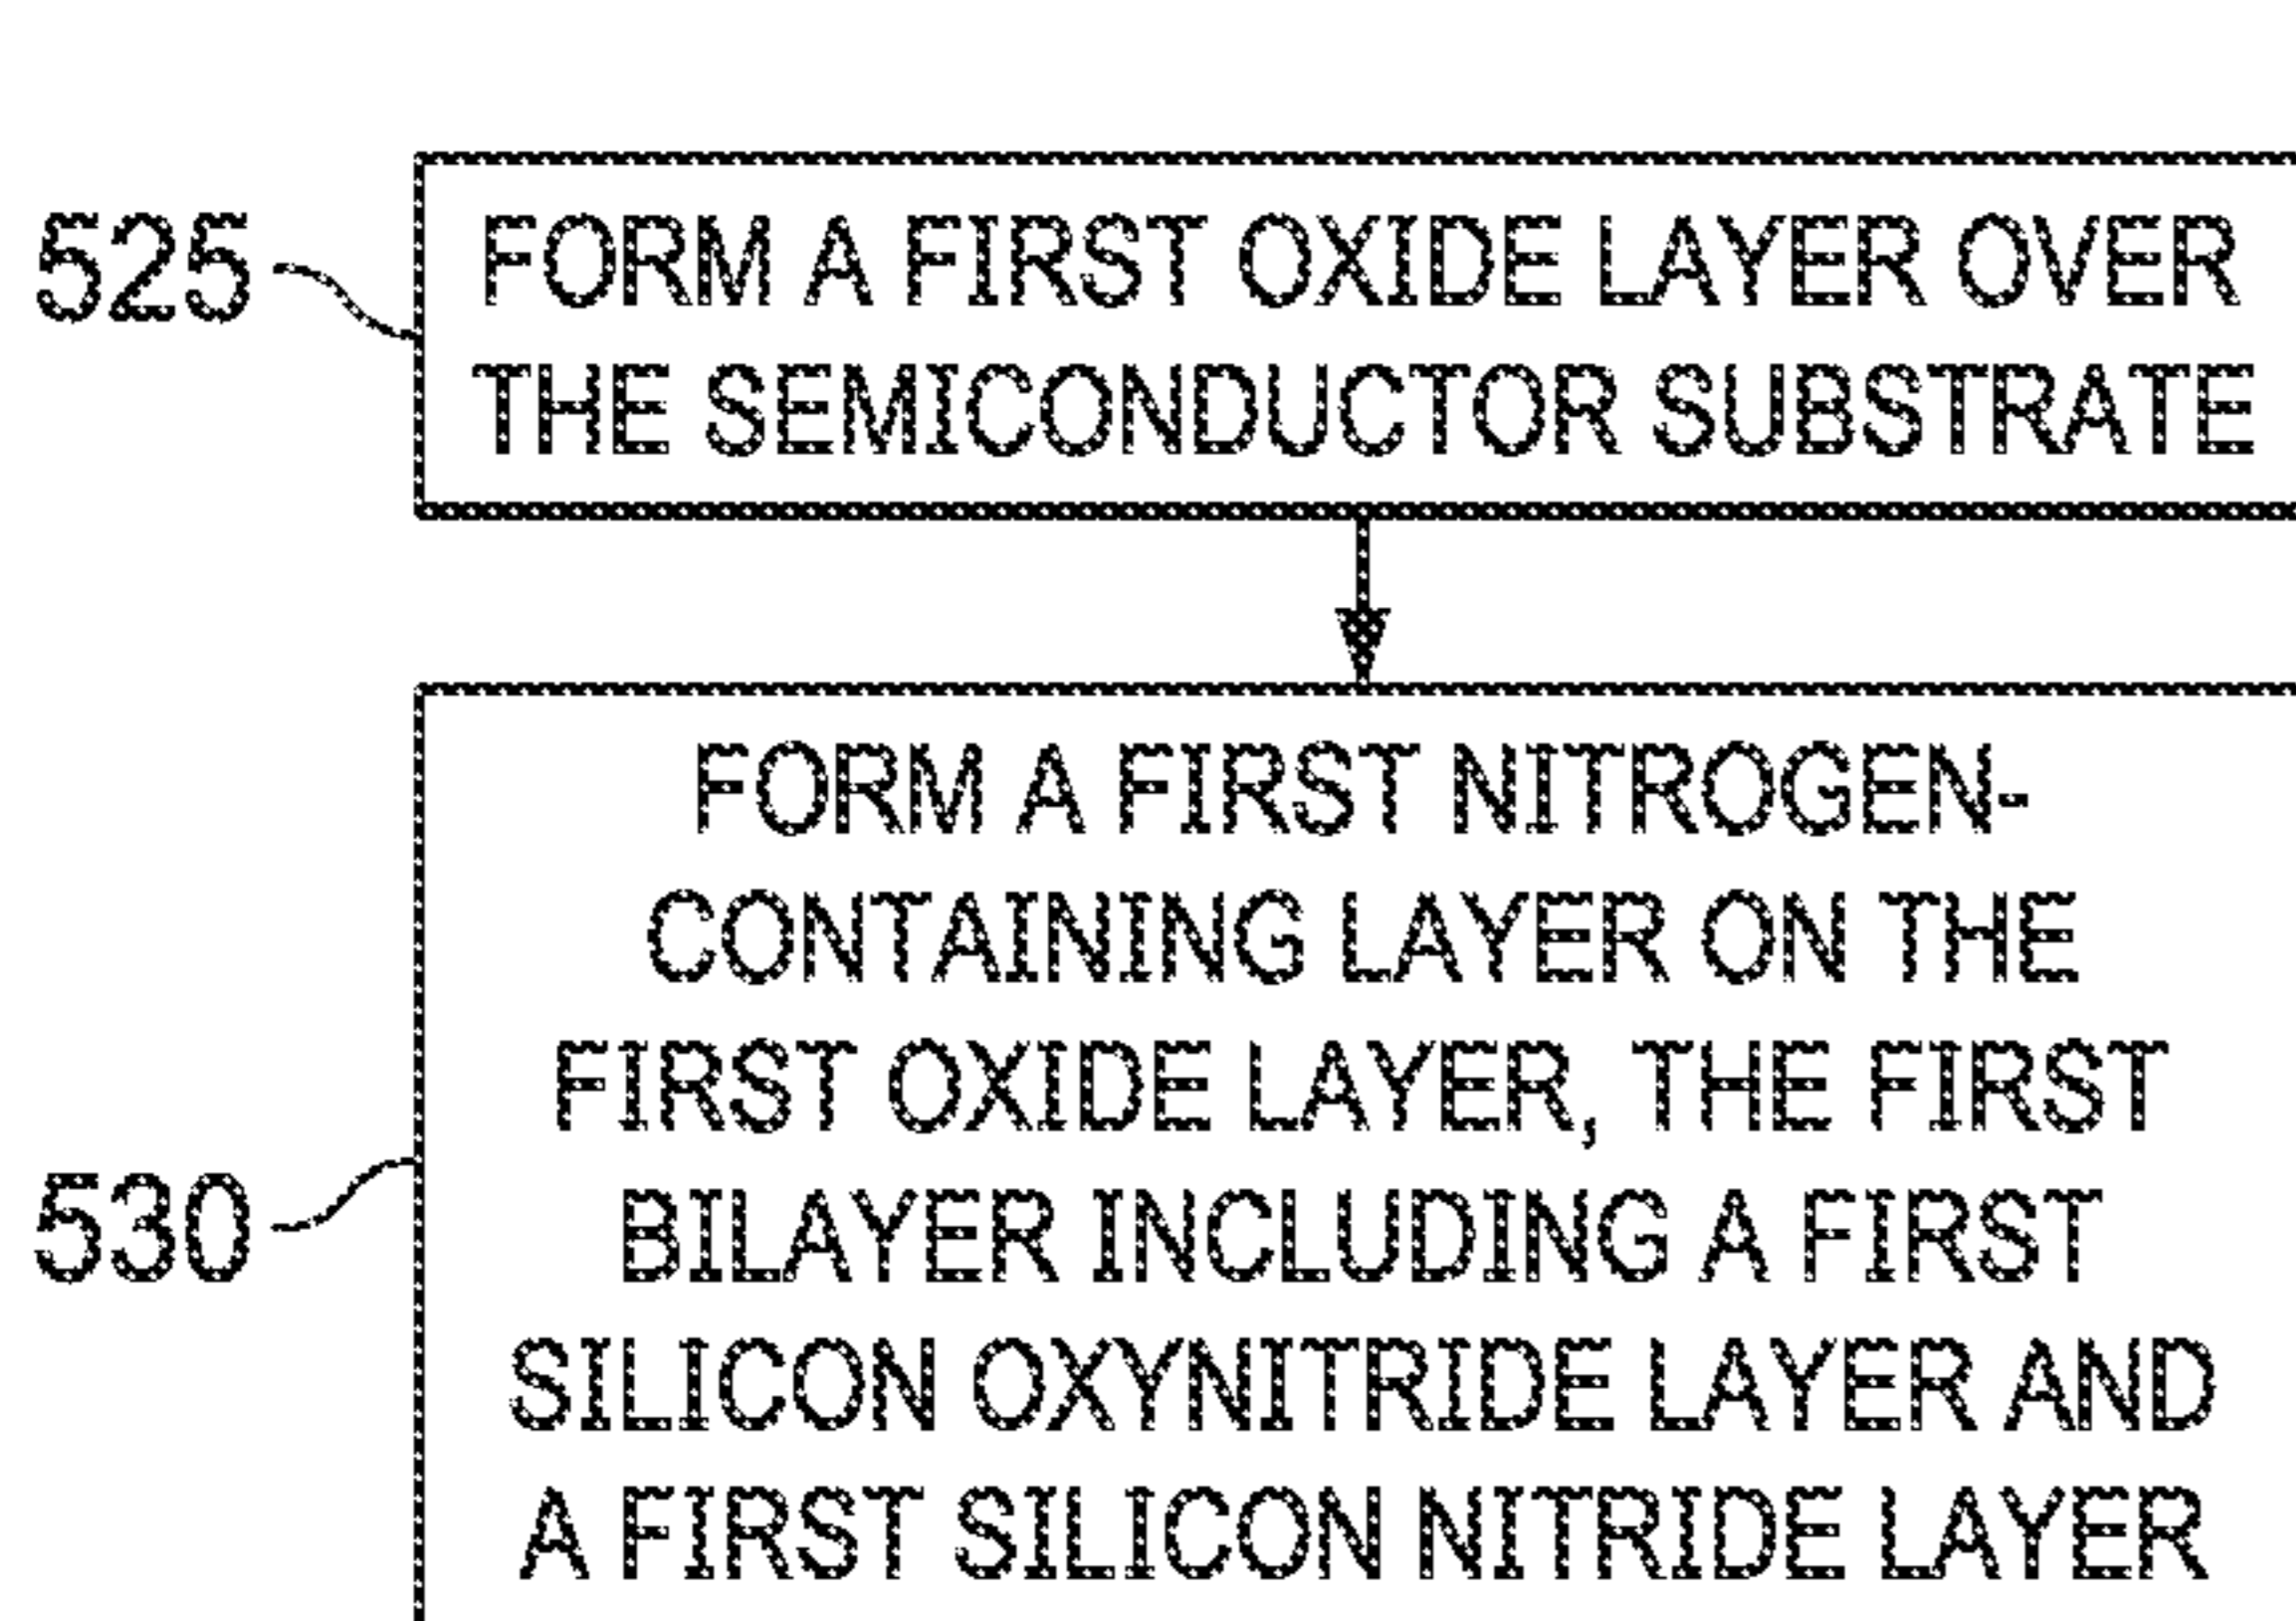 525
FORM A FIRST OXIDE LAYER OVER
THE SEMICONDUCTOR SUBSTRATE
FORM A FIRST NITROGEN-
CONTAINING LAYER ON THE
FIRST OXIDE LAYER, THE FIRST
530
BILAYER INCLUDING A FIRST
SILICON OXYNITRIDE LAYER AND
A FIRST SILICON NITRIDE LAYER